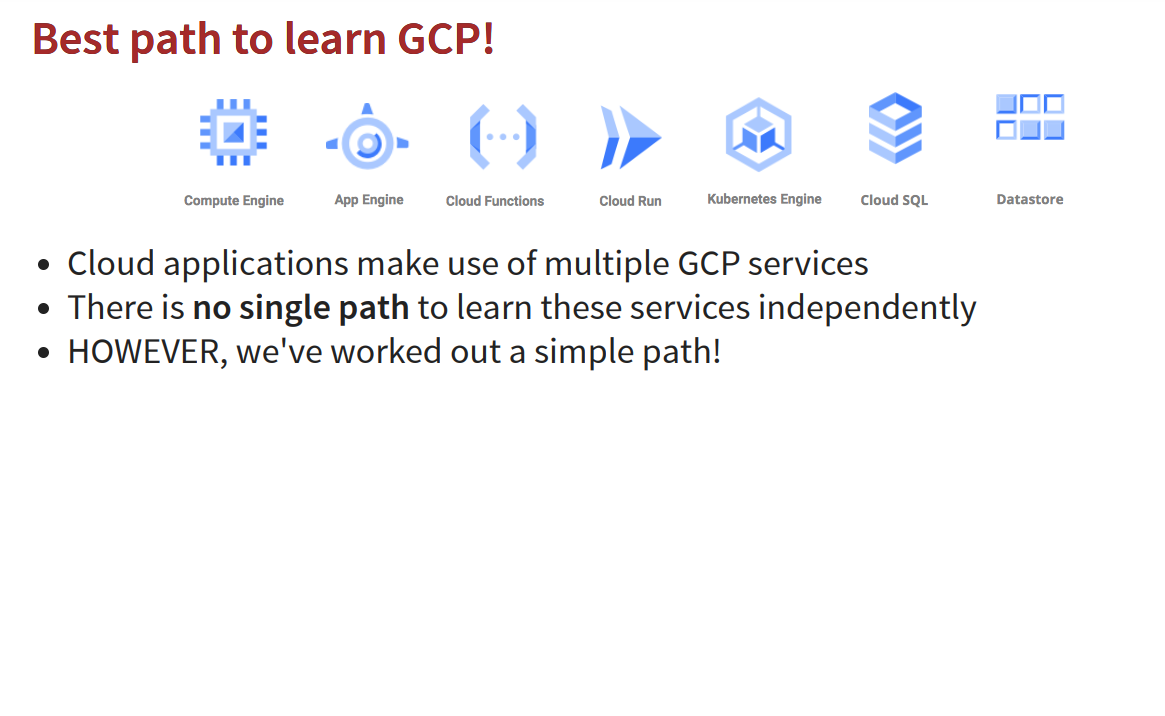 Best path to learn GCP!
Compute Engine App Engine Cloud Functions Cloud Run Kubernetes Engine Cloud SQL Datastore
• Cloud applications make use of multiple GCP services
• There is no single path to learn these services independently
• HOWEVER, we've worked out a simple path!